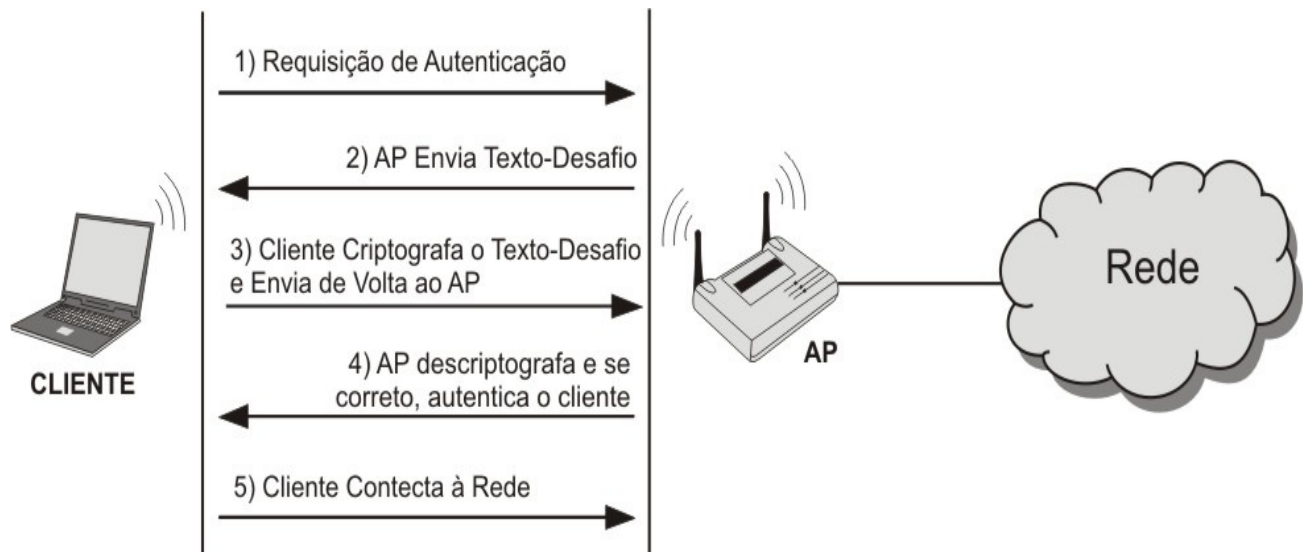 1) Requisição de Autenticação
2) AP Envia Texto-Desafio
3) Cliente Criptografa o Texto-Desafio
e Envia de Volta ao AP
4) AP descriptografa e se
correto, autentica o cliente
5) Cliente Contecta à Rede
CLIENTE
AP
Rede